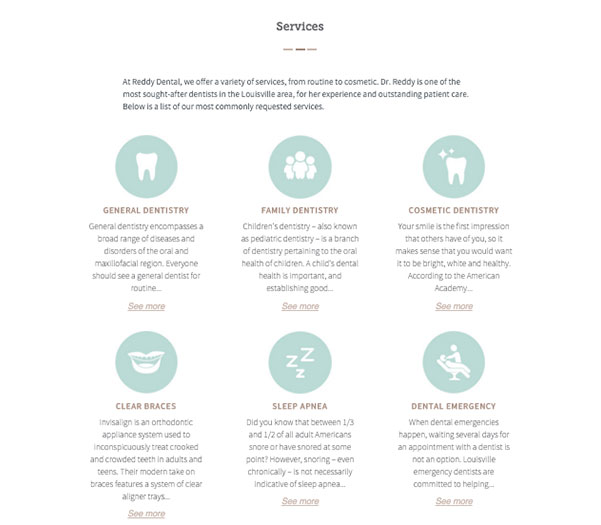 Services
At Reddy Dental, we offer a variety of services, from routine to cosmetic. Dr. Reddy is one of the
most sought-after dentists in the Louisville area, for her experience and outstanding patient care.
Below is a list of our most commonly requested services.
GENERAL DENTISTRY
General dentistry encompasses a
broad range of diseases and
disorders of the oral and
maxillofacial region. Everyone
should see a general dentist for
routine...
See more
FAMILY DENTISTRY
Children's dentistry – also known
as pediatric dentistry – is a branch
of dentistry pertaining to the oral
health of children. A child's dental
health is important, and
establishing good...
See more
COSMETIC DENTISTRY
Your smile is the first impression
that others have of you, so it
makes sense that you would want
it to be bright, white and healthy.
According to the American
Academy...
See more
CLEAR BRACES
Invisalign is an orthodontic
appliance system used to
inconspicuously treat crooked
and crowded teeth in adults and
teens. Their modern take on
braces features a system of clear
aligner trays...
See more
SLEEP APNEA
Did you know that between 1/3
and 1/2 of all adult Americans
snore or have snored at some
point? However, snoring – even
chronically – is not necessarily
indicative of sleep apnea...
See more
DENTAL EMERGENCY
When dental emergencies
happen, waiting several days for
an appointment with a dentist is
not an option. Louisville
emergency dentists are
committed to helping...
See more